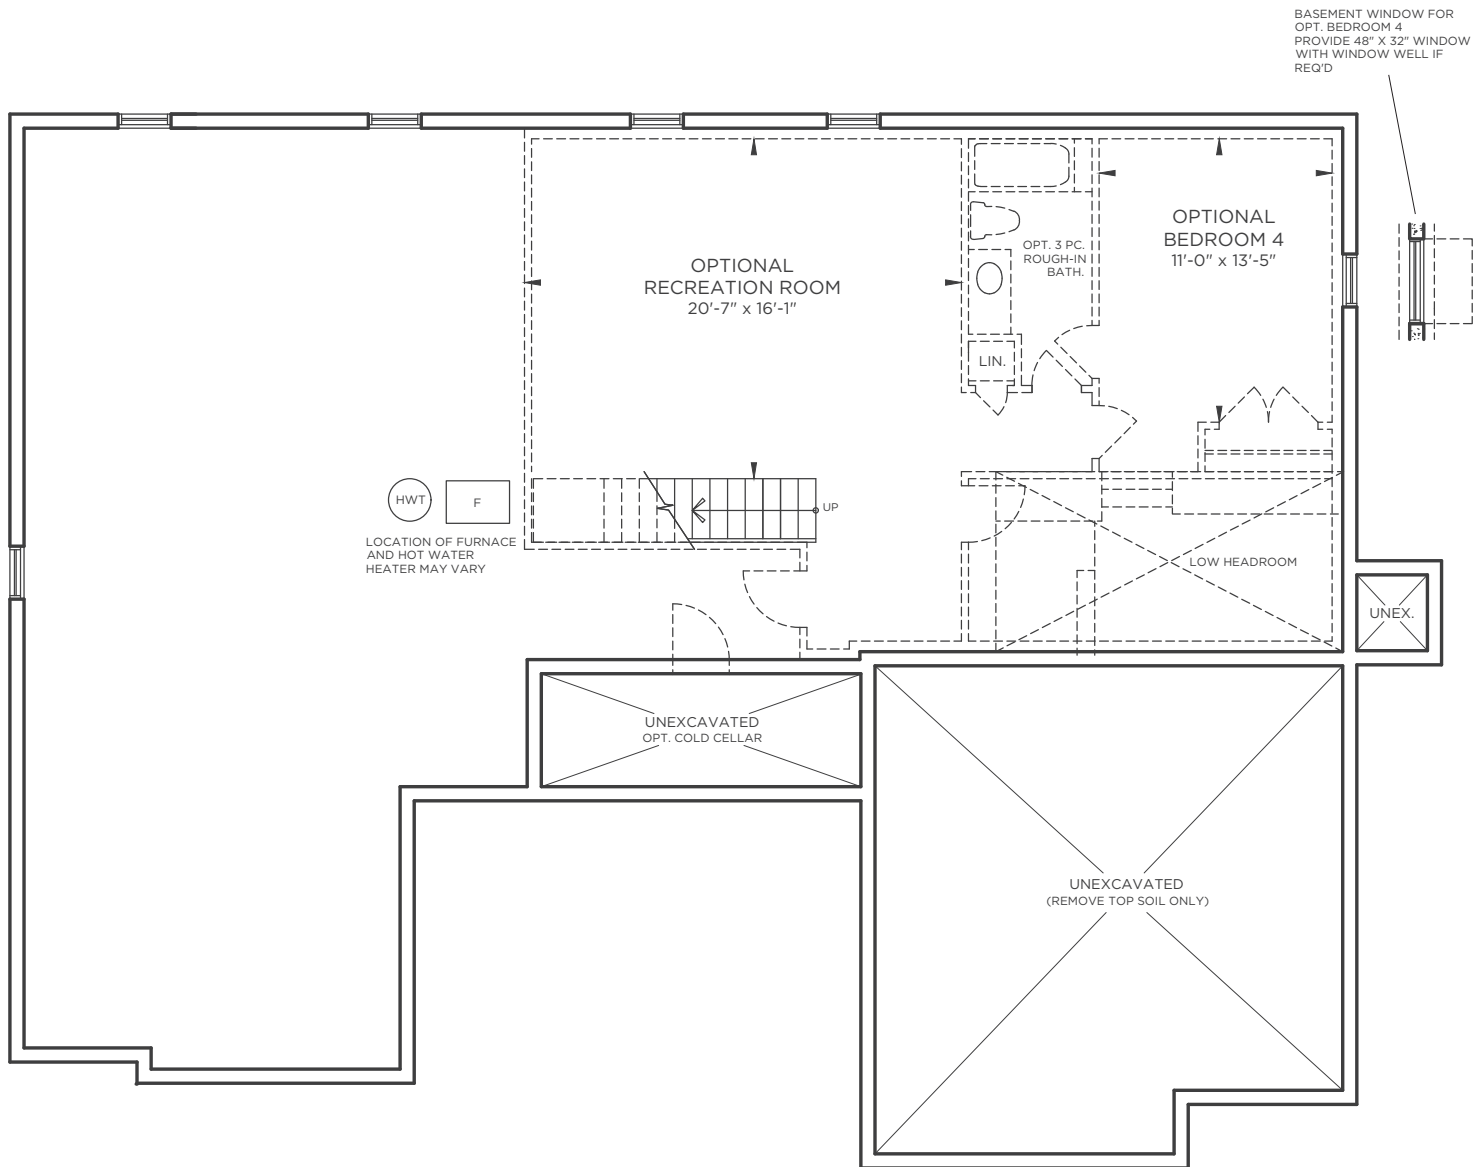 BASEMENT WINDOW FOR
OPT. BEDROOM 4
PROVIDE 48" X 32" WINDOW
WITH WINDOW WELL IF
REQ'D
OPTIONAL
BEDROOM 4
11'-0" x 13'-5"
OPT. 3 PC.
ROUGH-IN
BATH.
OPTIONAL
RECREATION ROOM
20'-7" x 16'-1"
LIN.
HWT
F
UP
LOCATION OF FURNACE
AND HOT WATER
HEATER MAY VARY
LOW HEADROOM
UNEX.
UNEXCAVATED
OPT. COLD CELLAR
UNEXCAVATED
(REMOVE TOP SOIL ONLY)